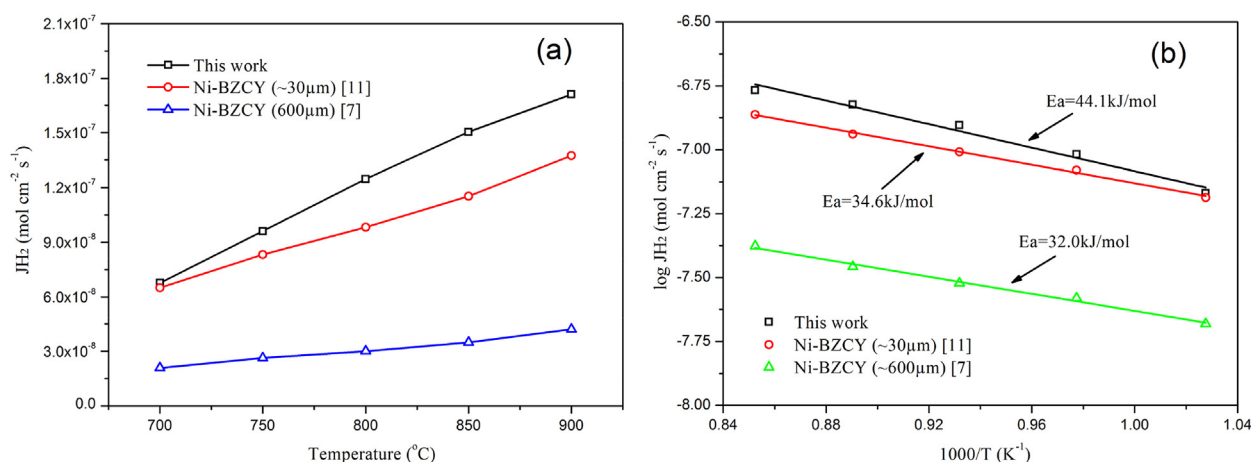 (a)
2.1x10⁻⁷
1.8x10⁻⁷
1.5x10⁻⁷
1.2x10⁻⁷
9.0x10⁻⁸
6.0x10⁻⁸
3.0x10⁻⁸
0.0
JH₂ (mol cm⁻² s⁻¹)
This work
Ni-BZCY (~30µm) [11]
Ni-BZCY (600µm) [7]
700 750 800 850 900
Temperature (°C)
(b)
-6.50
-6.75
-7.00
-7.25
-7.50
-7.75
-8.00
log JH₂ (mol cm⁻² s⁻¹)
Ea=44.1kJ/mol
Ea=34.6kJ/mol
Ea=32.0kJ/mol
This work
Ni-BZCY (~30µm) [11]
Ni-BZCY (~600µm) [7]
0.84 0.88 0.92 0.96 1.00 1.04
1000/T (K⁻¹)